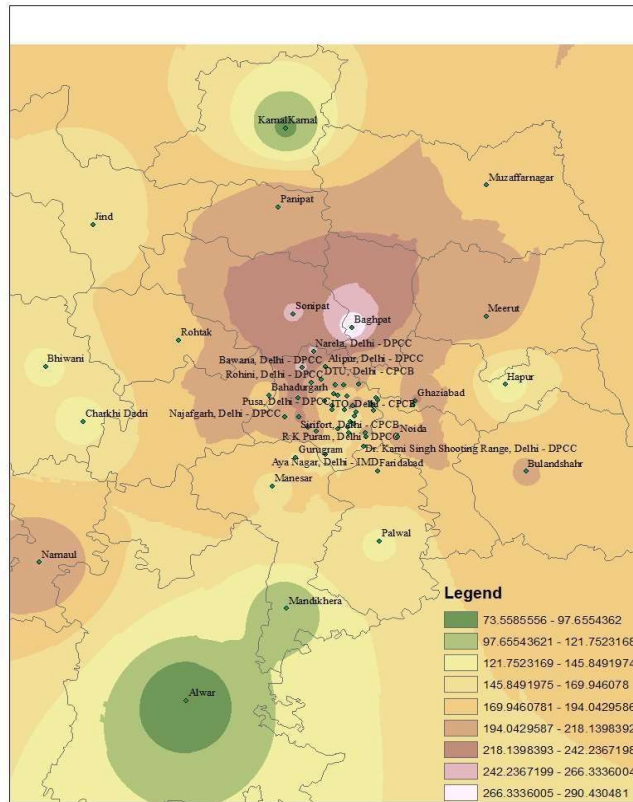 KarnalKarnal
Muzaffarnagar
Panipat
Jind
Sonipat
Meerut
Baghpat
Rohtak
Narela, Delhi - DPCC
Bawana, Delhi - DPCC
Alipur, Delhi - DPCC
Bhiwani
DTU, Delhi - CPCB
Rohini, Delhi - DPCC
Hapur
Bahadurgarh
Ghaziabad
Pusa, Delhi - DPCC
ITO, Delhi - CPCB
Charkhi Dadri
Najafgarh, Delhi - DPCC
Sirifort, Delhi - CPCB
Noida
R K Puram, Delhi - DPCC
Dr. Karni Singh Shooting Range, Delhi - DPCC
Gurugram
Aya Nagar, Delhi - IMD
Faridabad
Bulandshahr
Manesar
Palwal
Narnaul
Mandikhera
Alwar
Legend
73.5585556 - 97.6554362
97.65543621 - 121.7523168
121.7523169 - 145.8491974
145.8491975 - 169.946078
169.9460781 - 194.0429586
194.0429587 - 218.1398392
218.1398393 - 242.2367198
242.2367199 - 266.3336004
266.3336005 - 290.430481